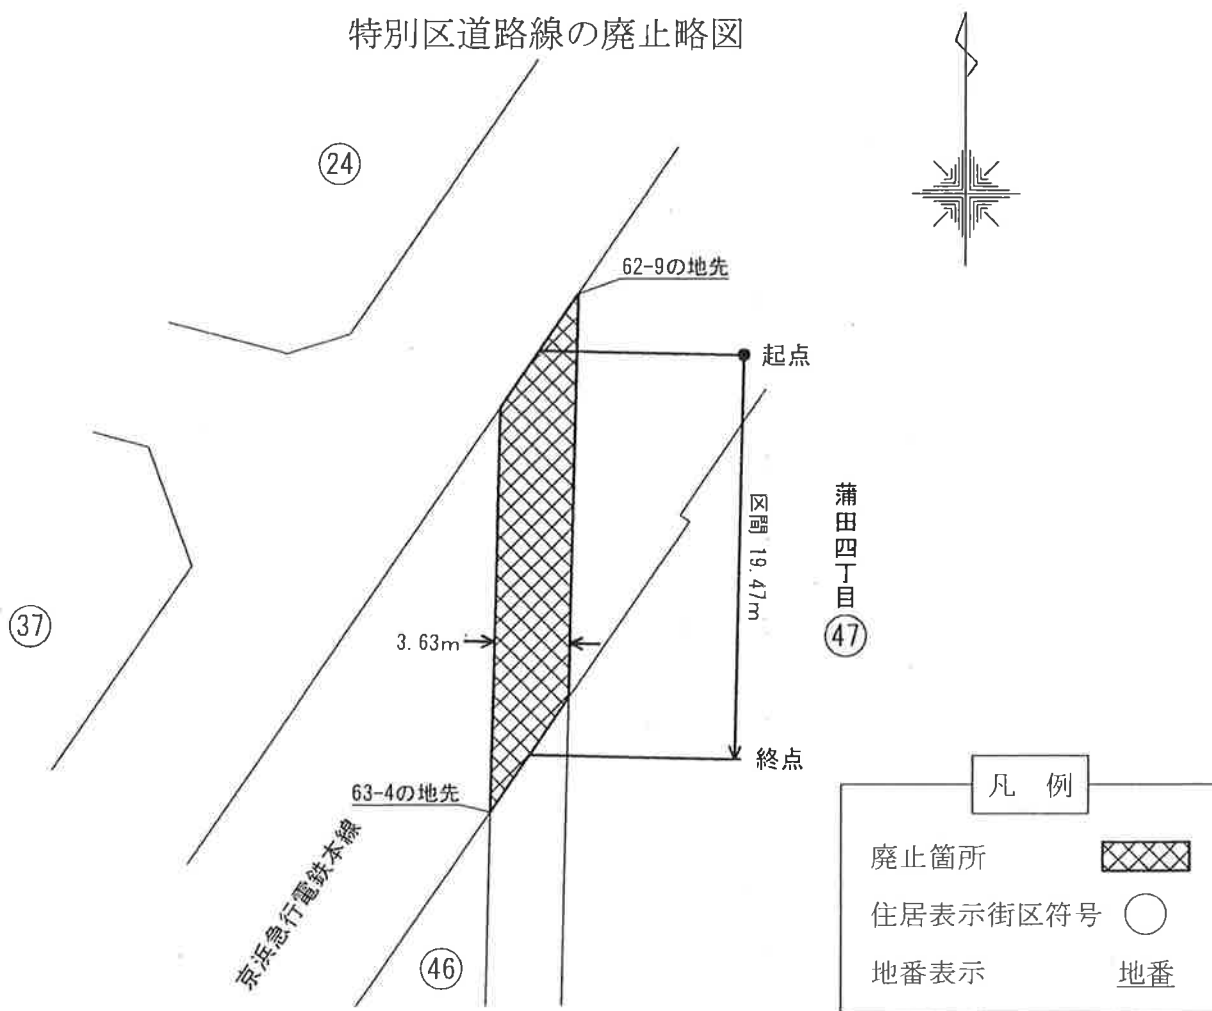 特別区道路線の廃止略図
24
62-9の地先
起点
区間 19.47m
蒲田四丁目
47
37
3.63m
終点
63-4の地先
京浜急行電鉄本線
46
凡 例
廃止箇所
住居表示街区符号
地番表示 地番